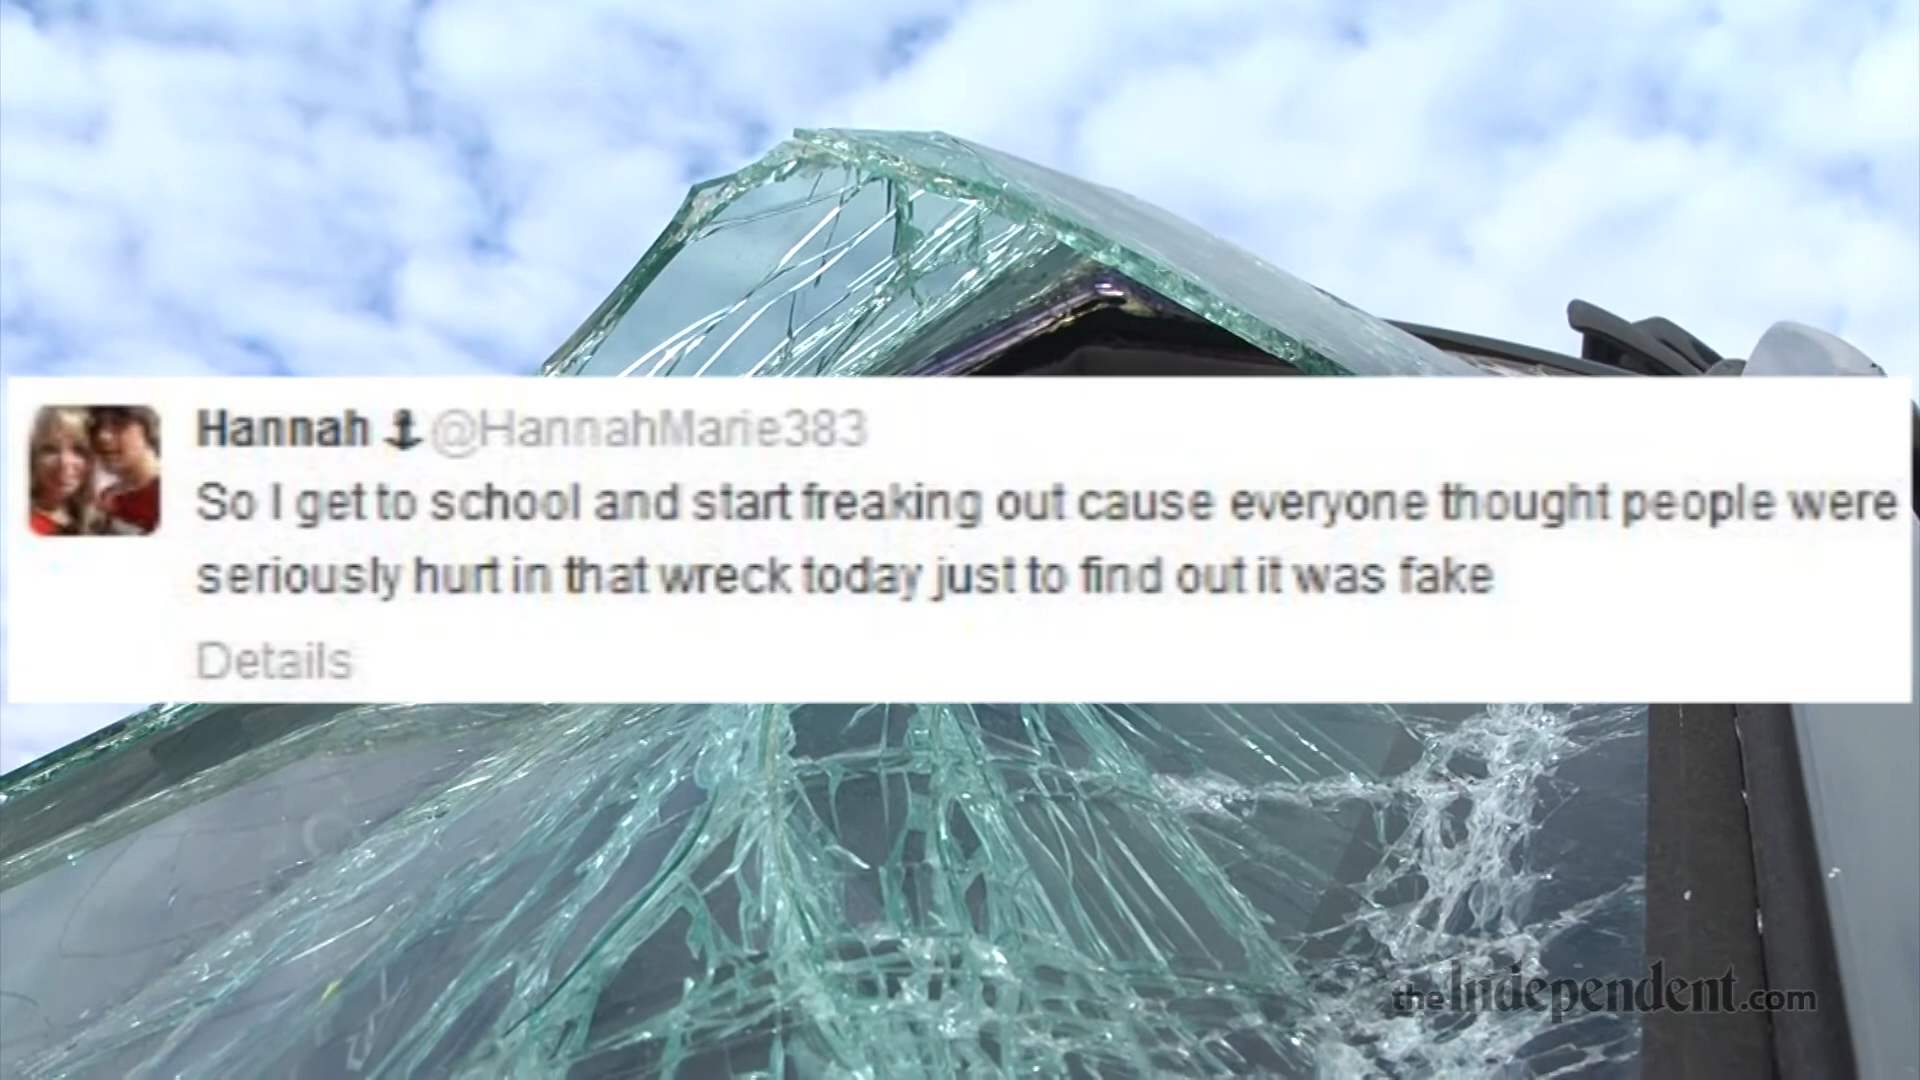 Hannah ⚓ @HannahMarie383
So I get to school and start freaking out cause everyone thought people were
seriously hurt in that wreck today just to find out it was fake
Details
theIndependent.com